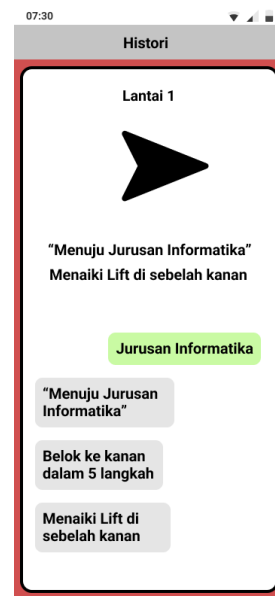 07:30
Histori
Lantai 1
“Menuju Jurusan Informatika”
Menaiki Lift di sebelah kanan
Jurusan Informatika
“Menuju Jurusan
Informatika”
Belok ke kanan
dalam 5 langkah
Menaiki Lift di
sebelah kanan